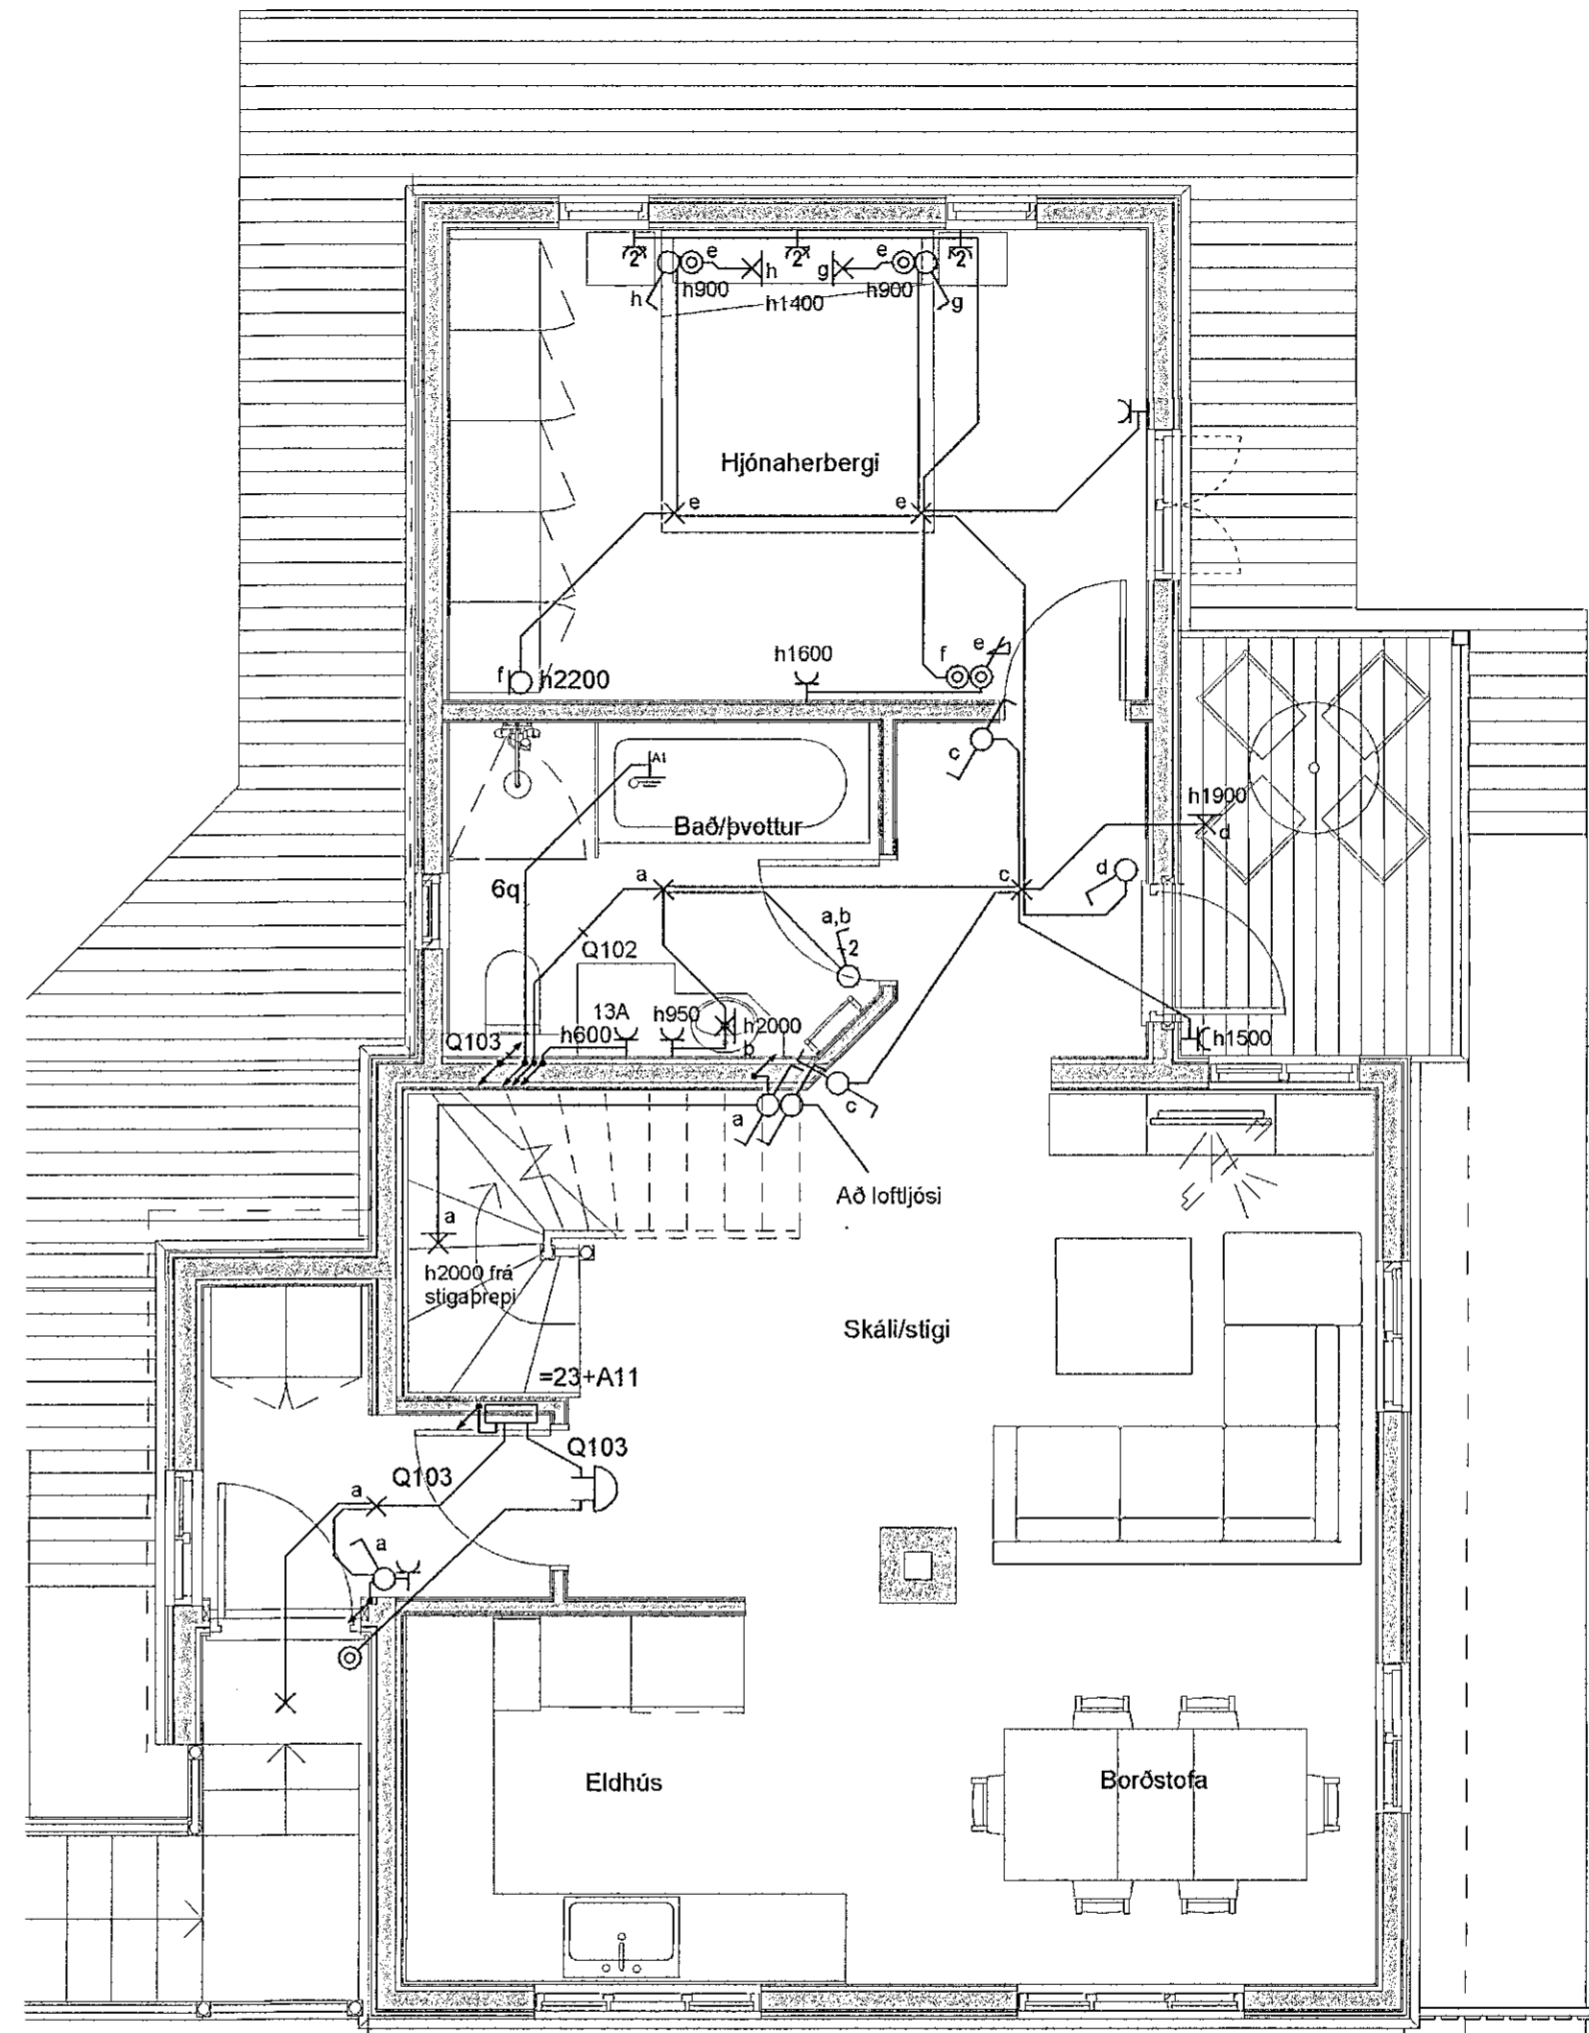 2 2 2
e h g e
h h900 h900 g
h1400
Hjónaherbergi
e e
h1600
f e
f h2200
c
A1
h1900
d
Bað/þvottur
d
6q a c
a,b
2
Q102
13A h950
Q103 h600 h2000
b
h1500
a c
Að loftljósi
a
h2000 frá
stigaþrepi
Skáli/stigi
=23+A11
Q103
Q103
a
a
Eldhús
Borðstofa